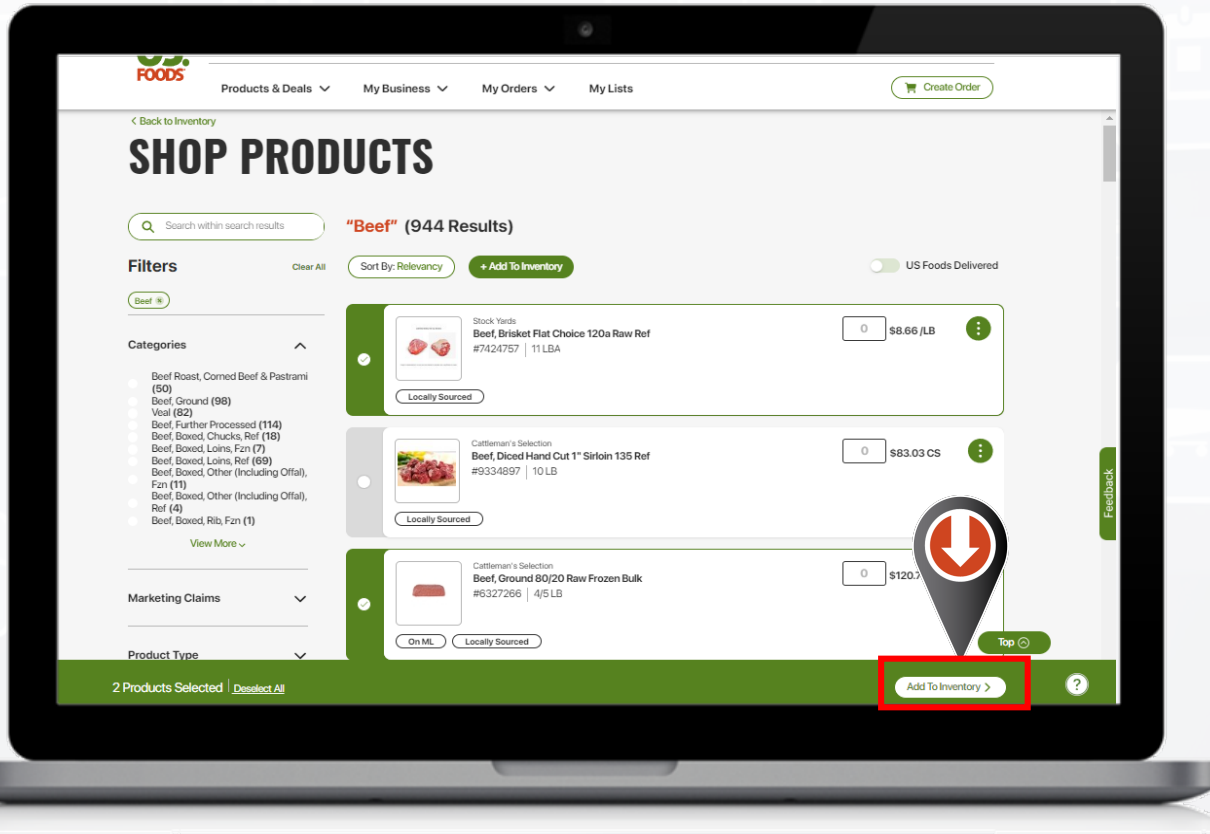 US.
FOODS
Products & Deals
My Business
My Orders
My Lists
Create Order
< Back to Inventory
SHOP PRODUCTS
Search within search results
"Beef" (944 Results)
Filters
Clear All
Sort By: Relevancy
+ Add To Inventory
US Foods Delivered
Beef
Categories
Beef Roast, Corned Beef & Pastrami
(50)
Beef, Ground (98)
Veal (82)
Beef, Further Processed (114)
Beef, Boxed, Chucks, Ref (18)
Beef, Boxed, Loins, Fzn (7)
Beef, Boxed, Loins, Ref (69)
Beef, Boxed, Other (Including Offal),
Fzn (11)
Beef, Boxed, Other (Including Offal),
Ref (4)
Beef, Boxed, Rib, Fzn (1)
View More
Marketing Claims
Product Type
Stock Yards
Beef, Brisket Flat Choice 120a Raw Ref
#7424757 | 11 LBA
0 $8.66 /LB
Locally Sourced
Cattleman's Selection
Beef, Diced Hand Cut 1" Sirloin 135 Ref
#9334897 | 10 LB
0 $83.03 CS
Locally Sourced
Cattleman's Selection
Beef, Ground 80/20 Raw Frozen Bulk
#6327266 | 4/5 LB
0 $120.7
On ML
Locally Sourced
Feedback
Top
2 Products Selected | Deselect All
Add To Inventory >
?